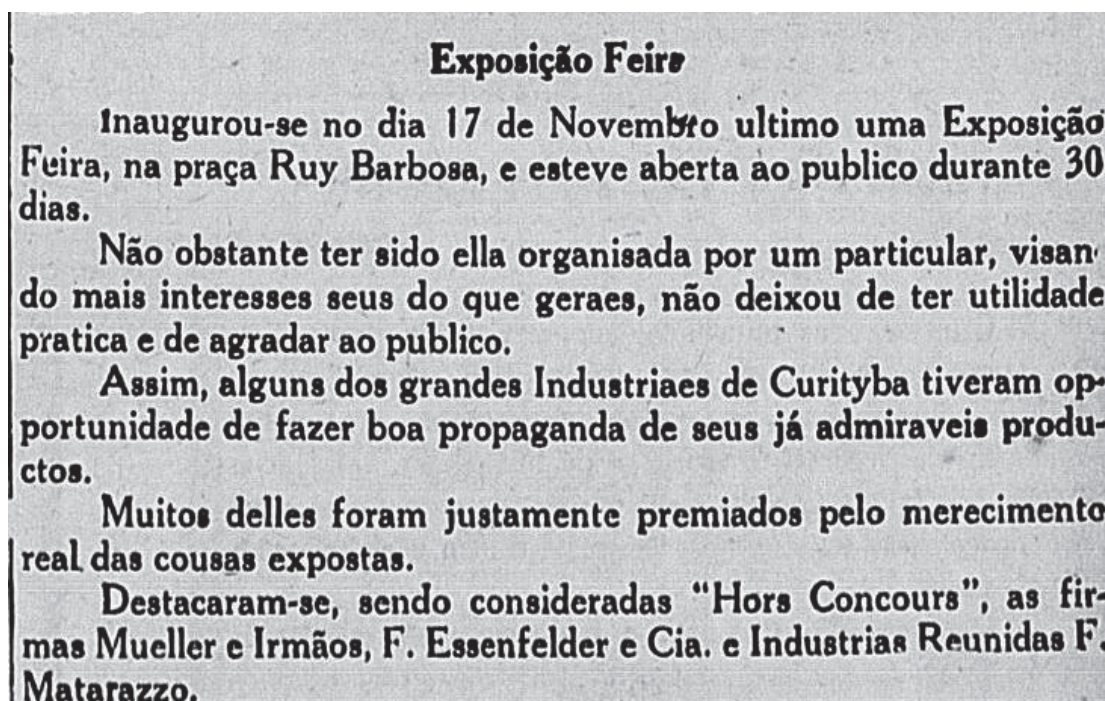 Exposição Feira
Inaugurou-se no dia 17 de Novembro ultimo uma Exposição
Feira, na praça Ruy Barbosa, e esteve aberta ao publico durante 30
dias.
Não obstante ter sido ella organisada por um particular, visan-
do mais interesses seus do que geraes, não deixou de ter utilidade
pratica e de agradar ao publico.
Assim, alguns dos grandes Industriaes de Curityba tiveram op-
portunidade de fazer boa propaganda de seus já admiraveis produ-
ctos.
Muitos delles foram justamente premiados pelo merecimento
real das cousas expostas.
Destacaram-se, sendo consideradas “Hors Concours”, as fir-
mas Mueller e Irmãos, F. Essenfelder e Cia. e Industrias Reunidas F.
Matarazzo.